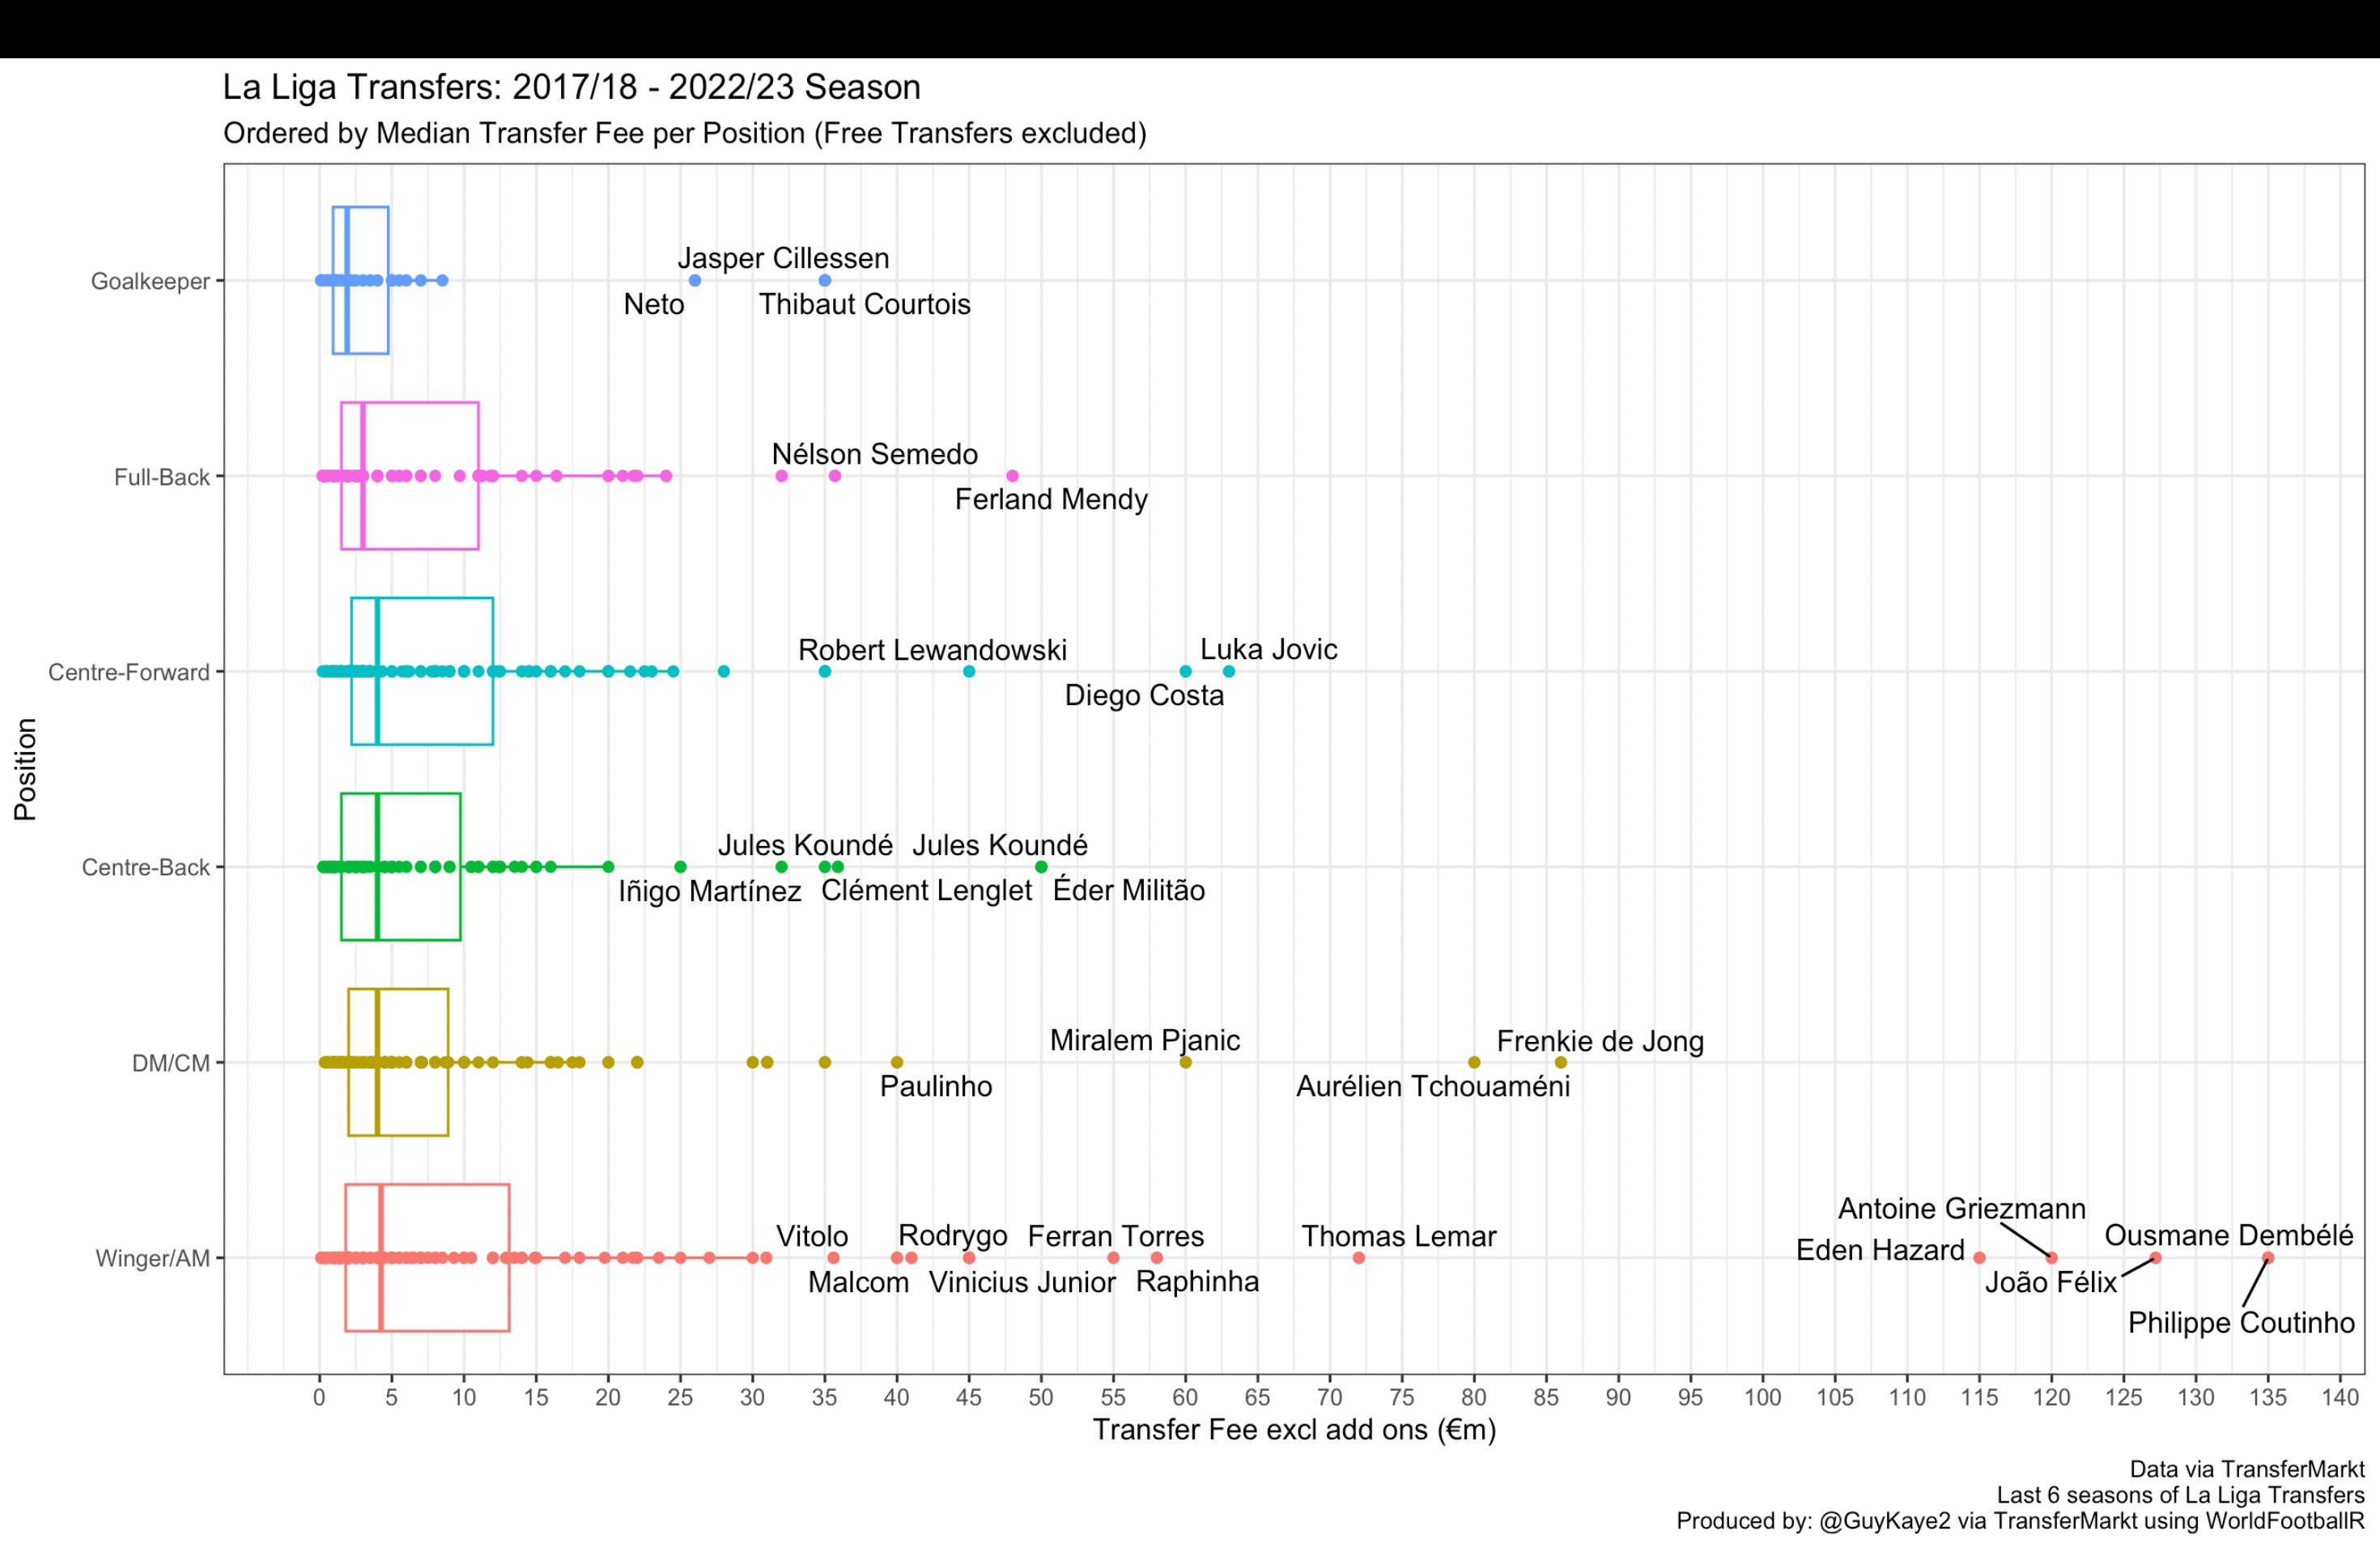 La Liga Transfers: 2017/18 - 2022/23 Season
Ordered by Median Transfer Fee per Position (Free Transfers excluded)
Position
Goalkeeper
Jasper Cillessen
Neto
Thibaut Courtois
Full-Back
Nélson Semedo
Ferland Mendy
Centre-Forward
Robert Lewandowski
Luka Jovic
Diego Costa
Centre-Back
Jules Koundé
Jules Koundé
Iñigo Martínez
Clément Lenglet
Éder Militão
DM/CM
Miralem Pjanic
Frenkie de Jong
Paulinho
Aurélien Tchouaméni
Winger/AM
Antoine Griezmann
Vitolo
Rodrygo
Ferran Torres
Thomas Lemar
Eden Hazard
Ousmane Dembélé
Malcom
Vinicius Junior
Raphinha
João Félix
Philippe Coutinho
0 5 10 15 20 25 30 35 40 45 50 55 60 65 70 75 80 85 90 95 100 105 110 115 120 125 130 135 140
Transfer Fee excl add ons (€m)
Data via TransferMarkt
Last 6 seasons of La Liga Transfers
Produced by: @GuyKaye2 via TransferMarkt using WorldFootballR